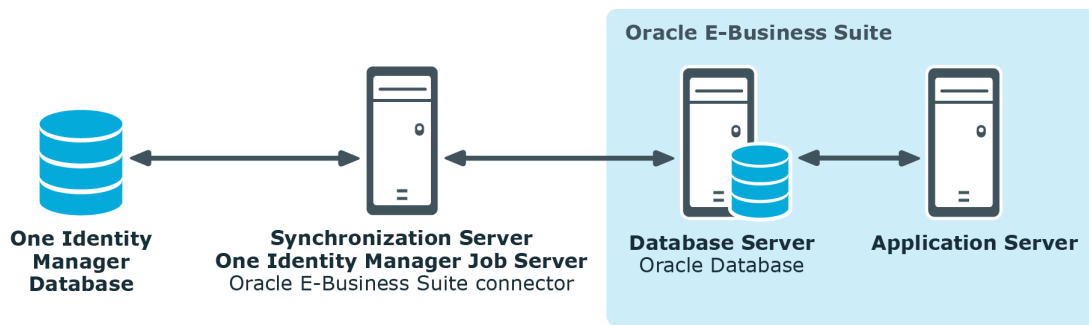 Oracle E-Business Suite
One Identity
Manager
Database
Synchronization Server
One Identity Manager Job Server
Oracle E-Business Suite connector
Database Server
Oracle Database
Application Server